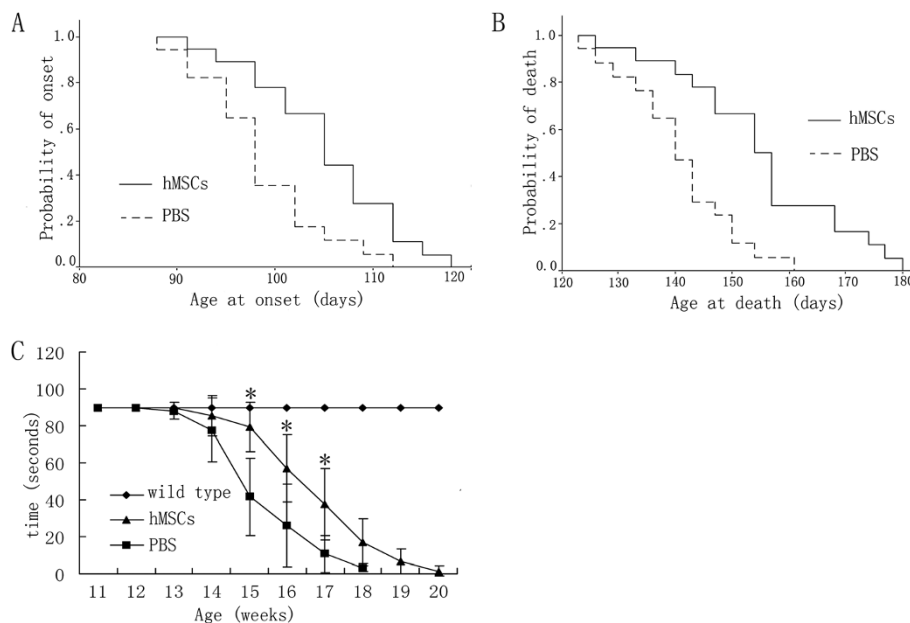 A
Probability of onset
1.0
.8
.6
.4
.2
0.0
hMSCs
PBS
80
90
100
110
120
Age at onset (days)
B
Probability of death
1.0
.8
.6
.4
.2
0.0
hMSCs
PBS
120
130
140
150
160
170
180
Age at death (days)
C
time (seconds)
120
100
80
60
40
20
0
* * *
wild type
hMSCs
PBS
11 12 13 14 15 16 17 18 19 20
Age (weeks)